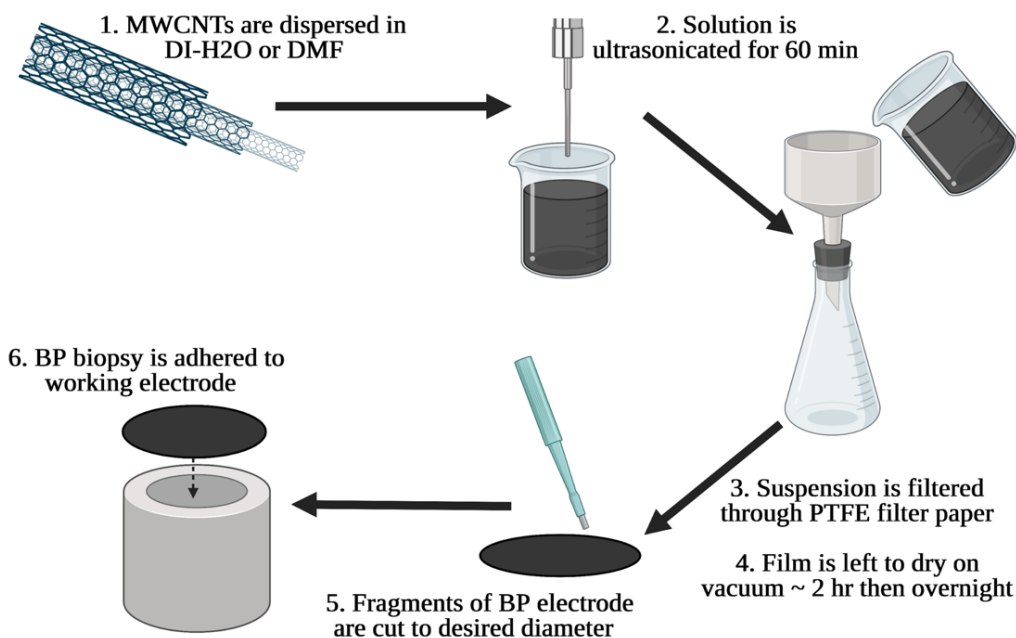 1. MWCNTs are dispersed in
DI-H2O or DMF
2. Solution is
ultrasonicated for 60 min
3. Suspension is filtered
through PTFE filter paper
4. Film is left to dry on
vacuum ~ 2 hr then overnight
5. Fragments of BP electrode
are cut to desired diameter
6. BP biopsy is adhered to
working electrode